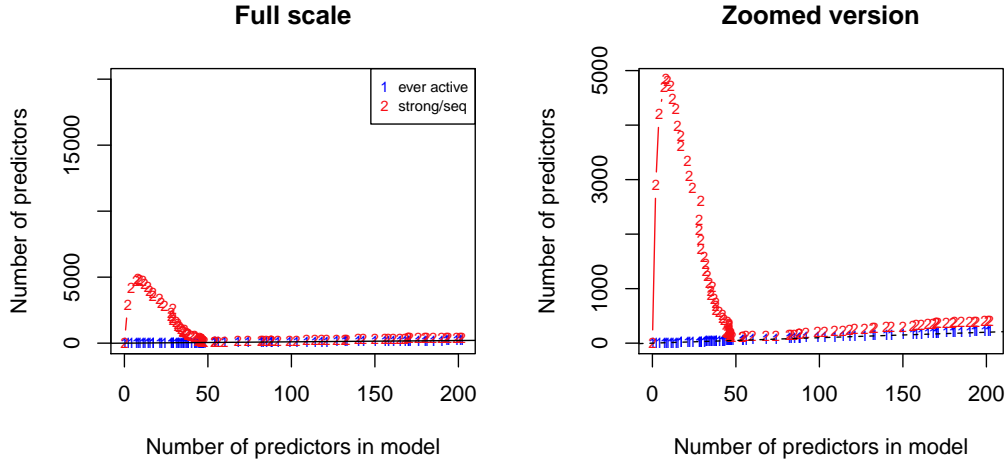 Full scale
Zoomed version
Number of predictors
0
5000
15000
1 ever active
2 strong/seq
0 50 100 150 200
Number of predictors in model
Number of predictors
0
1000
3000
5000
0 50 100 150 200
Number of predictors in model